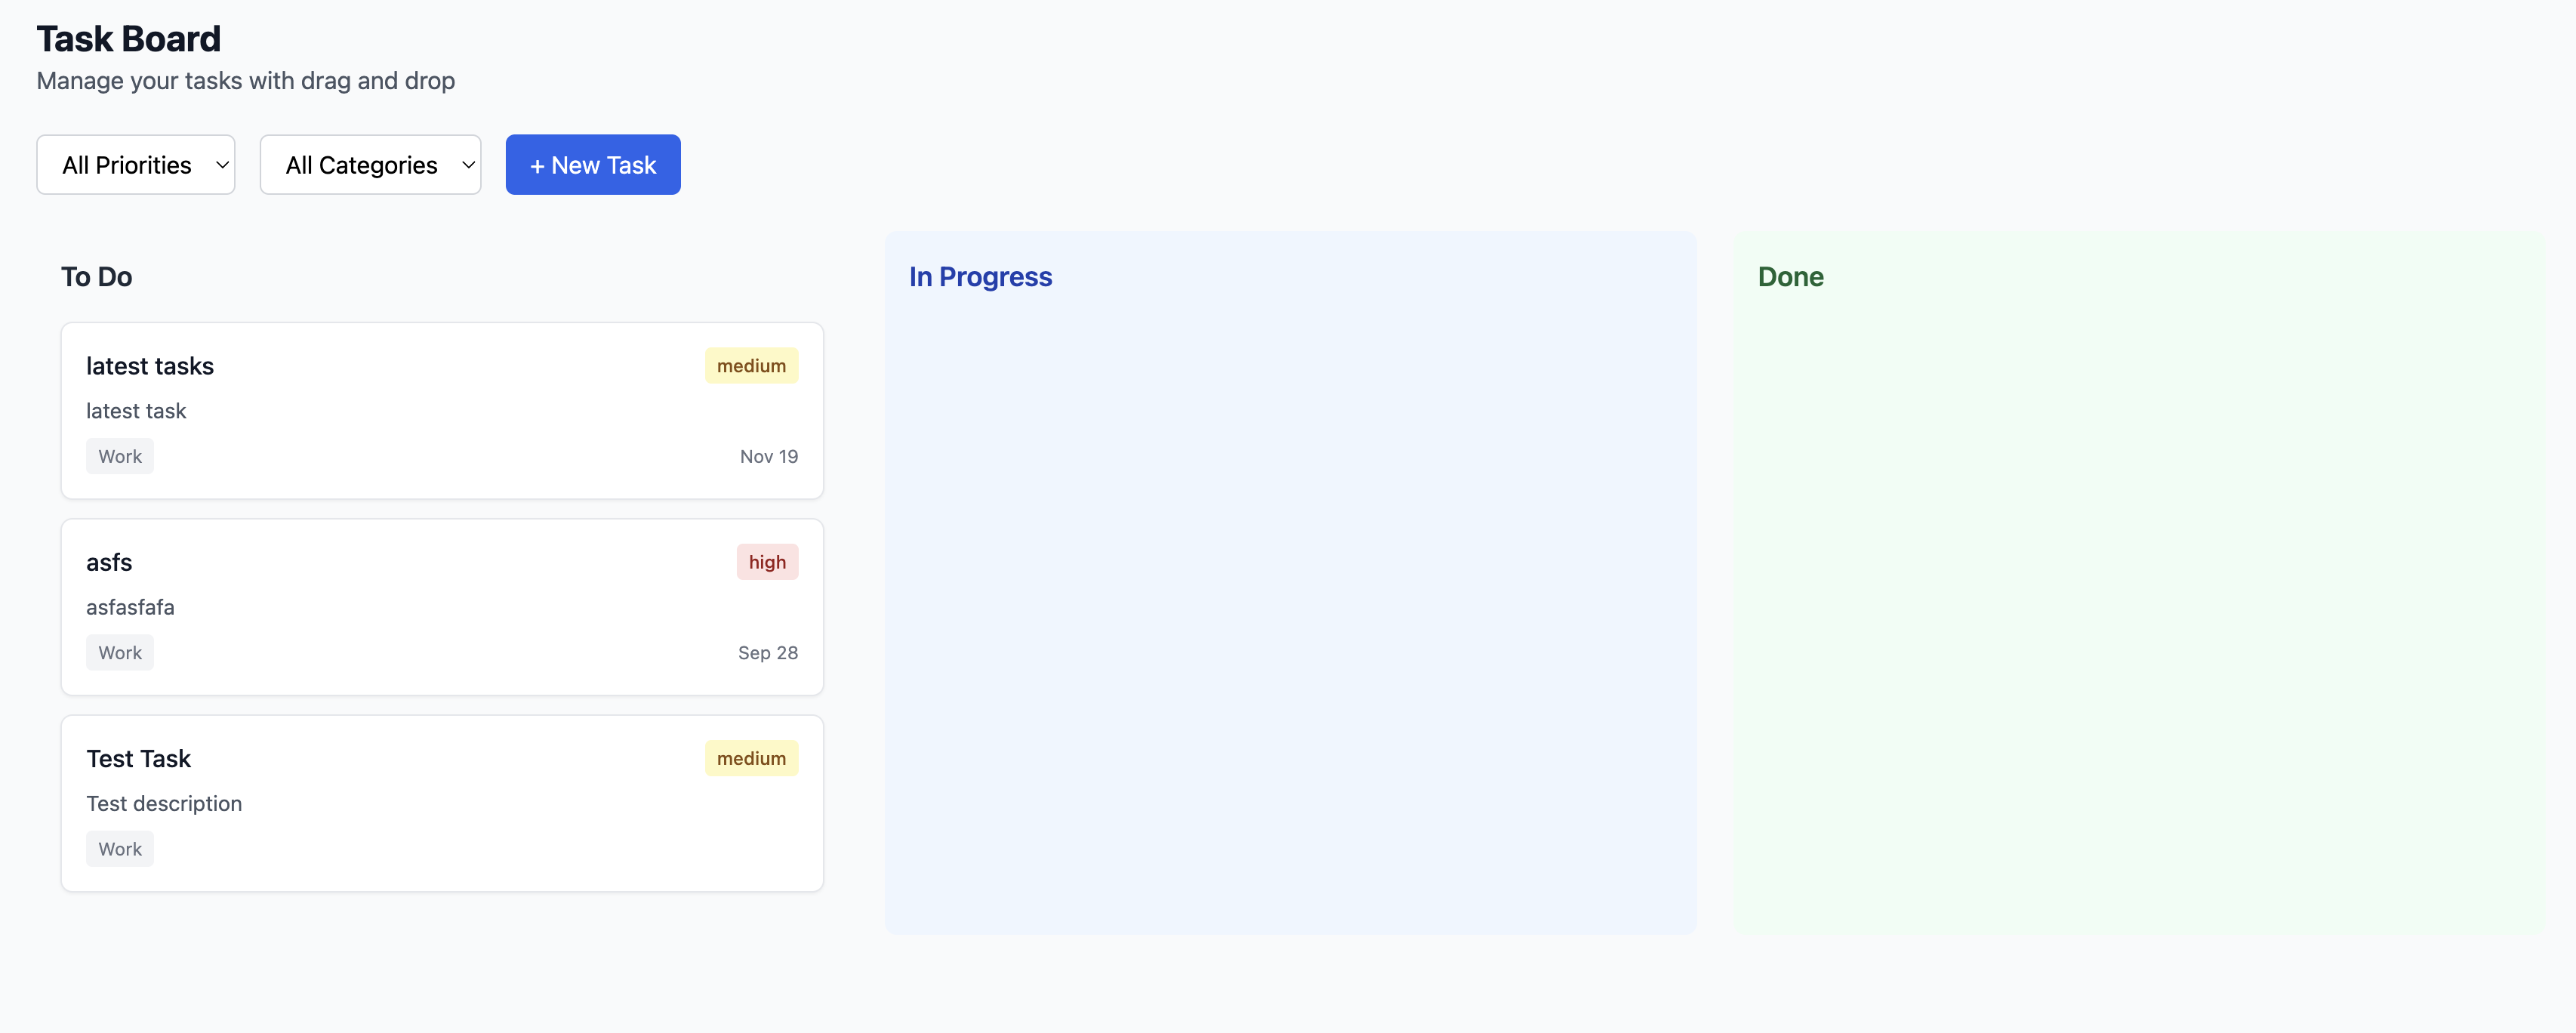 Task Board
Manage your tasks with drag and drop
All Priorities
All Categories
+ New Task
To Do
latest tasks
medium
latest task
Work
Nov 19
asfs
high
asfasfafa
Work
Sep 28
Test Task
medium
Test description
Work
In Progress
Done